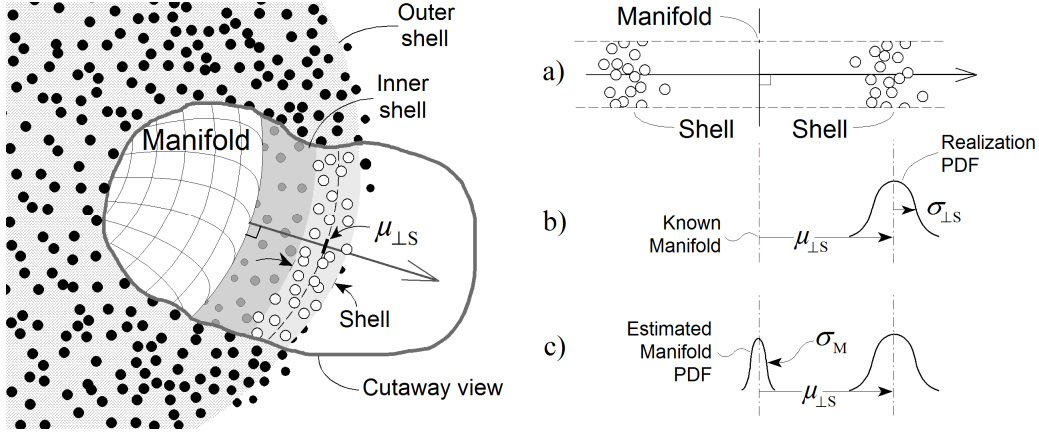 Outer
shell
Inner
shell
Manifold
μ⊥S
Shell
Cutaway view
a)
Manifold
Shell
Shell
b)
Realization
PDF
σ⊥S
Known
Manifold
μ⊥S
c)
Estimated
Manifold
PDF
σM
μ⊥S